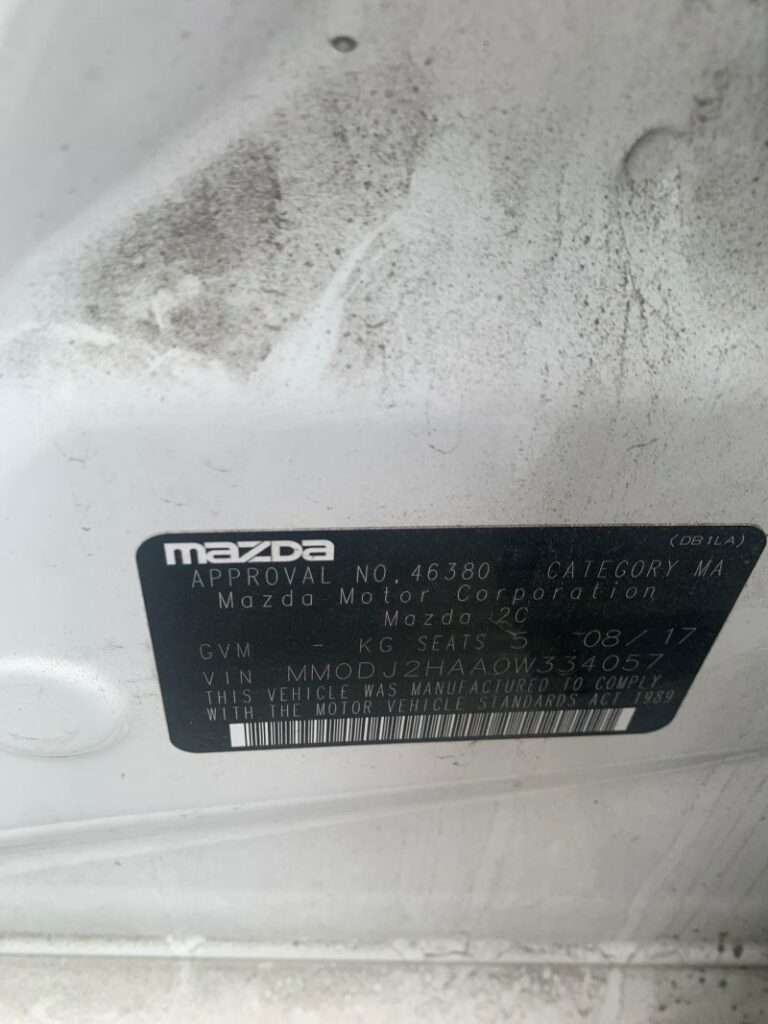 mazda (DB1LA)
APPROVAL NO.46380 CATEGORY MA
Mazda Motor Corporation
Mazda 2C
GVM - KG SEATS 5 08/17
VIN MM0DJ2HAA0W334057
THIS VEHICLE WAS MANUFACTURED TO COMPLY
WITH THE MOTOR VEHICLE STANDARDS ACT 1989